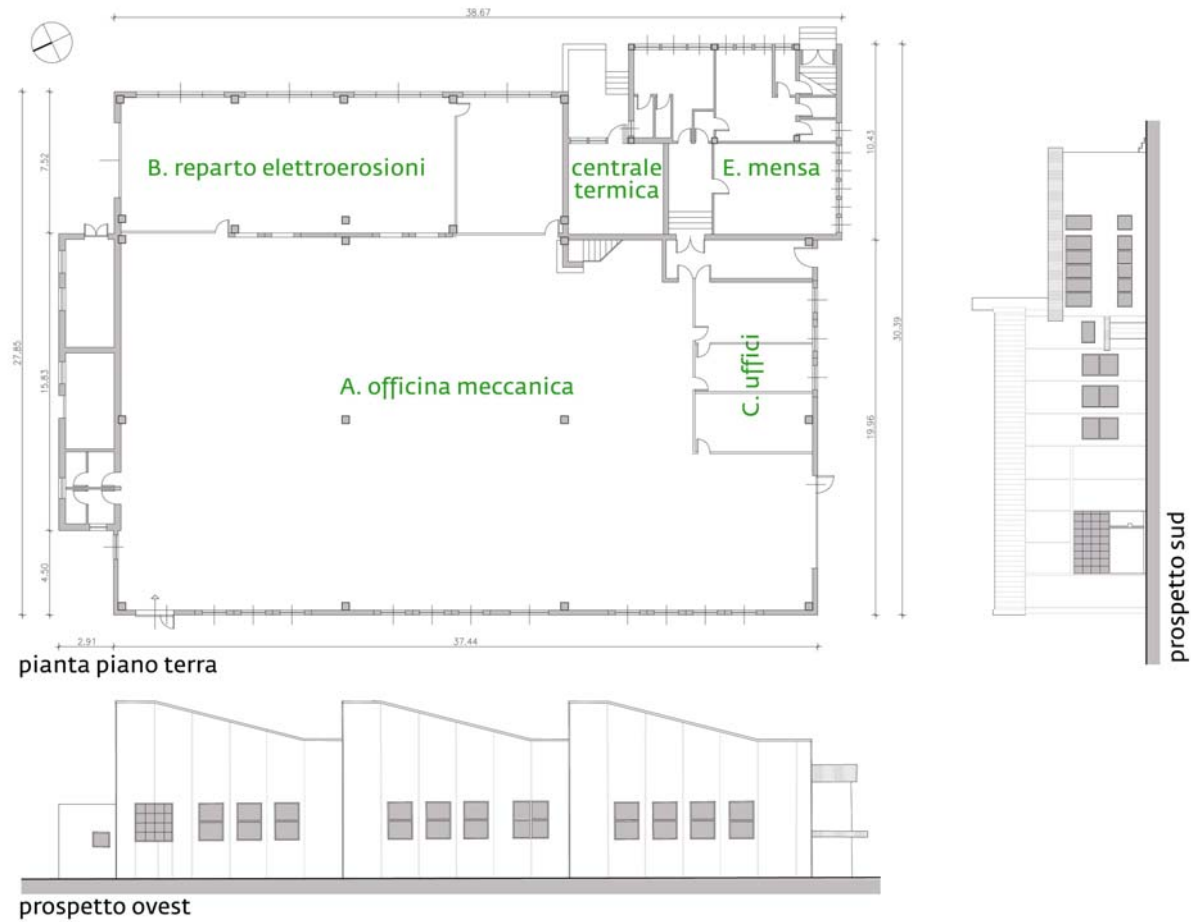 38.67
B. reparto elettroerosioni
centrale
termica
E. mensa
7.52
10.43
27.85
15.83
30.39
A. officina meccanica
C. uffici
19.96
4.50
2.91
37.44
pianta piano terra
prospetto sud
prospetto ovest